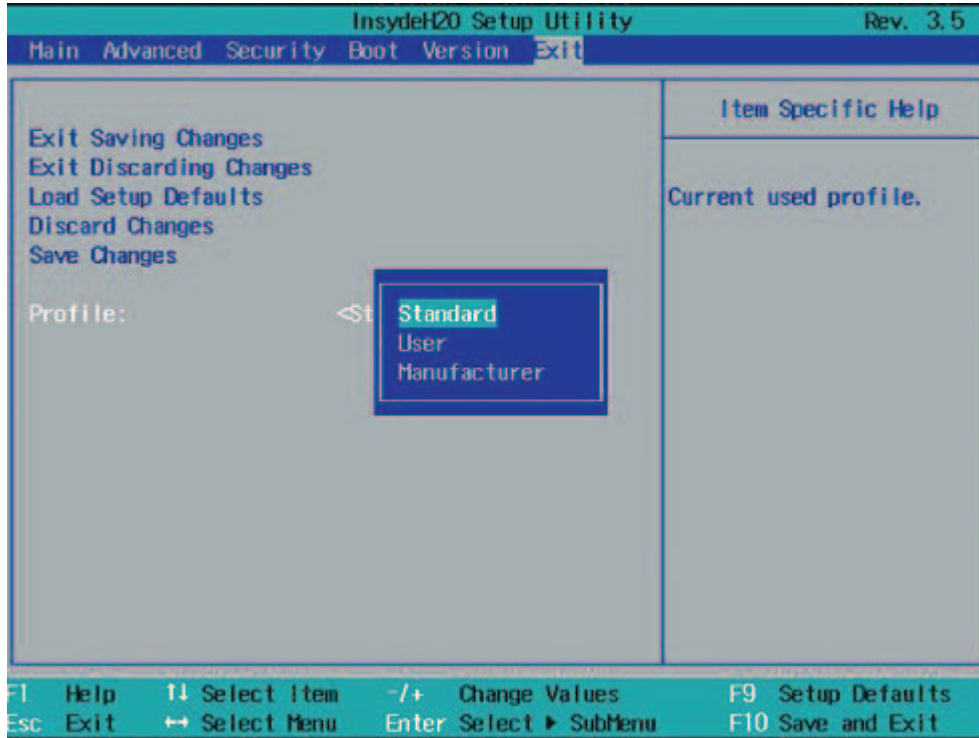 InsydeH20 Setup Utility Rev. 3.5
Main Advanced Security Boot Version Exit
Item Specific Help
Exit Saving Changes
Exit Discarding Changes
Load Setup Defaults
Current used profile.
Discard Changes
Save Changes
Profile: <St
Standard
User
Manufacturer
F1 Help ↑↓ Select Item -/+ Change Values F9 Setup Defaults
Esc Exit ↔ Select Menu Enter Select ▶ SubMenu F10 Save and Exit